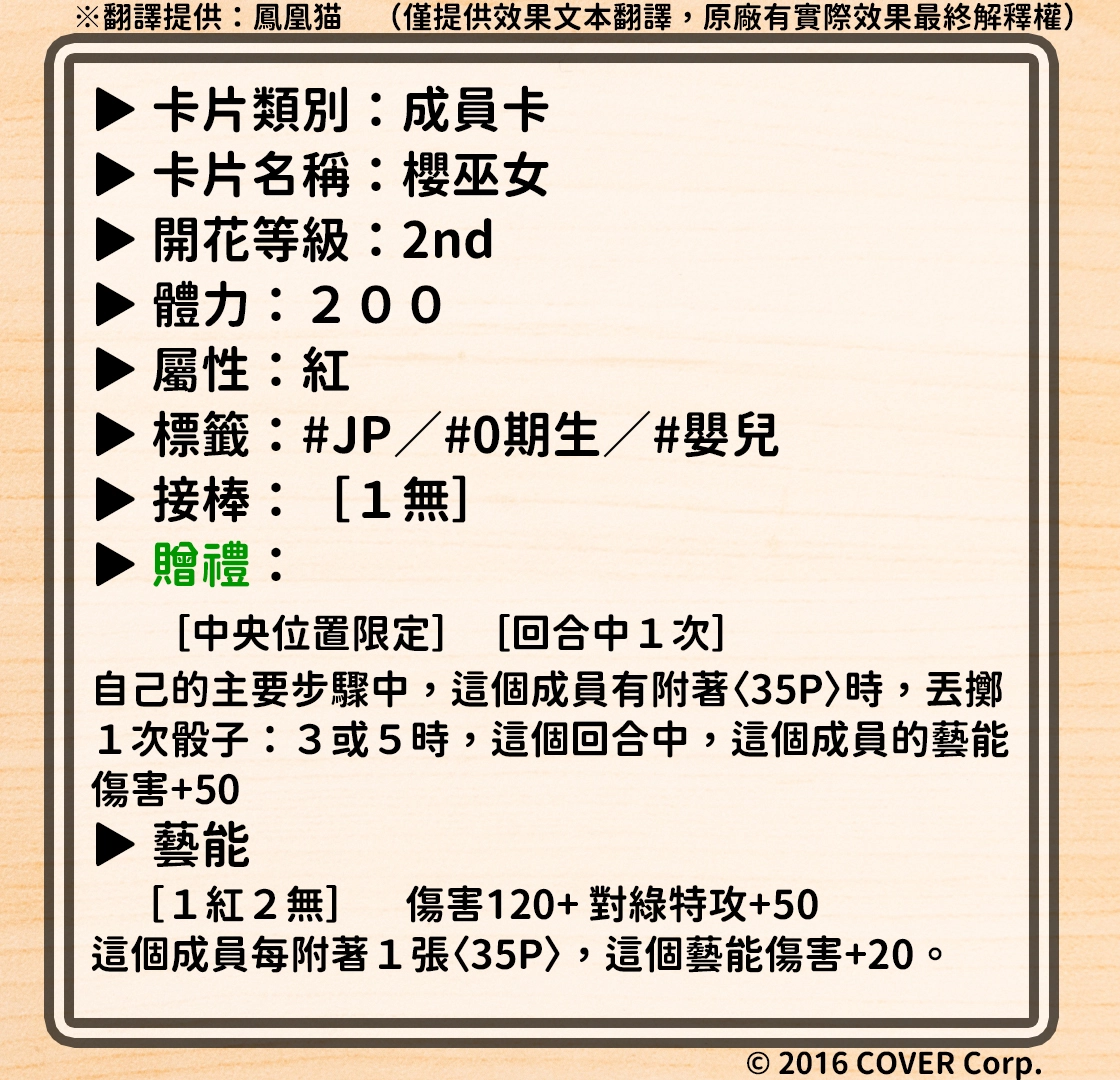 ※翻譯提供：鳳凰猫　（僅提供效果文本翻譯，原廠有實際效果最終解釋權）
▶ 卡片類別：成員卡
▶ 卡片名稱：櫻巫女
▶ 開花等級：2nd
▶ 體力：２００
▶ 屬性：紅
▶ 標籤：#JP／#0期生／#嬰兒
▶ 接棒：［１無］
▶ 贈禮：
［中央位置限定］　［回合中１次］
自己的主要步驟中，這個成員有附著〈35P〉時，丟擲
１次骰子：３或５時，這個回合中，這個成員的藝能
傷害+50
▶ 藝能
［１紅２無］　傷害120+ 對綠特攻+50
這個成員每附著１張〈35P〉，這個藝能傷害+20。
© 2016 COVER Corp.